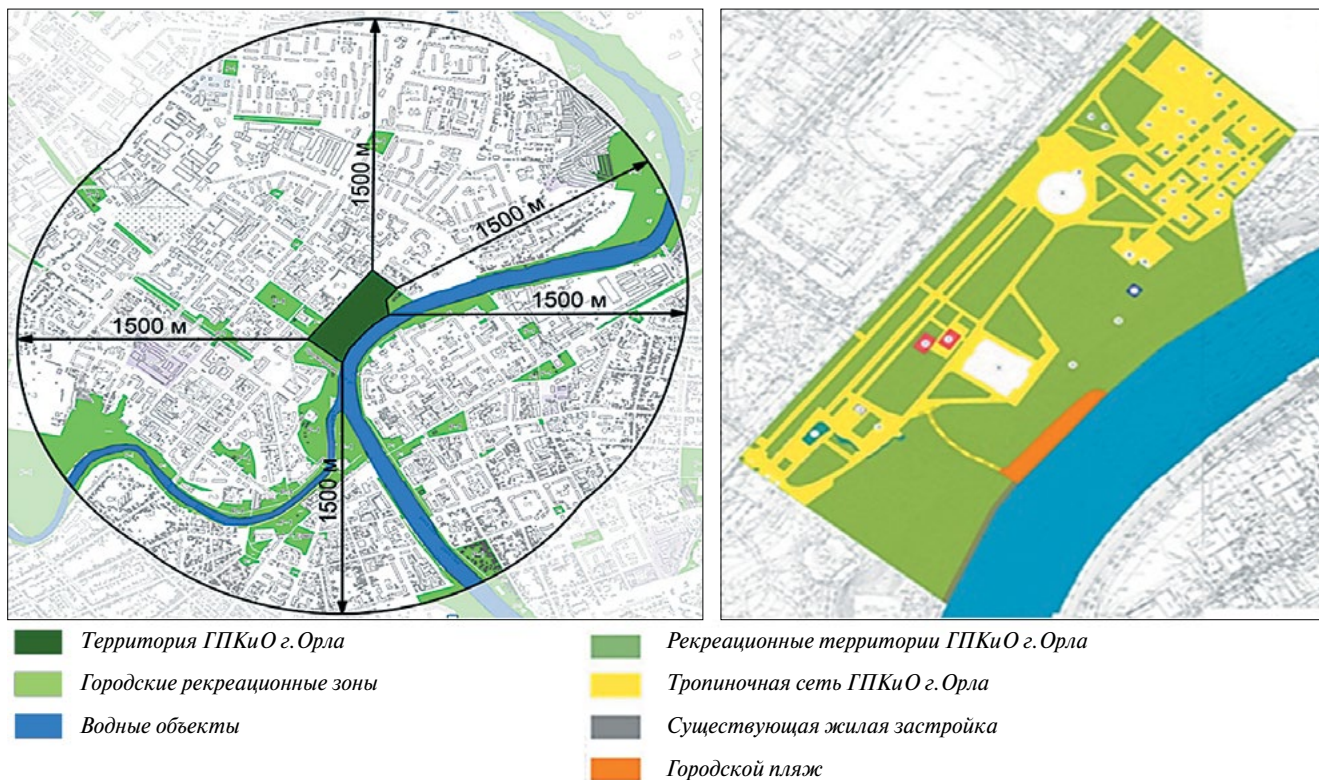 1500 м
1500 м
1500 м
1500 м
1500 м
Территория ГПКиО г. Орла
Городские рекреационные зоны
Водные объекты
Рекреационные территории ГПКиО г. Орла
Тропиночная сеть ГПКиО г. Орла
Существующая жилая застройка
Городской пляж